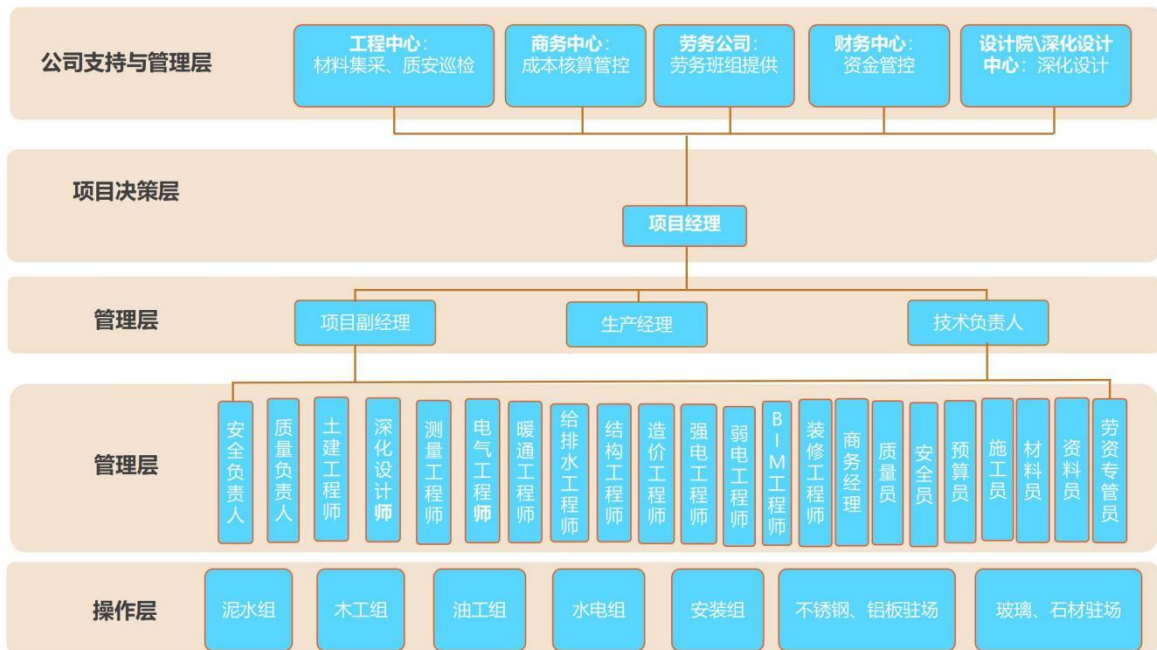 公司支持与管理层
工程中心：
材料集采、质安巡检
商务中心：
成本核算管控
劳务公司：
劳务班组提供
财务中心：
资金管控
设计院\深化设计
中心：深化设计
项目决策层
项目经理
管理层
项目副经理
生产经理
技术负责人
管理层
安全负责人
质量负责人
土建工程师
深化设计师
测量工程师
电气工程师
暖通工程师
给排水工程师
结构工程师
造价工程师
强电工程师
弱电工程师
BIM工程师
装修工程师
商务经理
质量员
安全员
预算员
施工员
材料员
资料员
劳资专管员
操作层
泥水组
木工组
油工组
水电组
安装组
不锈钢、铝板驻场
玻璃、石材驻场